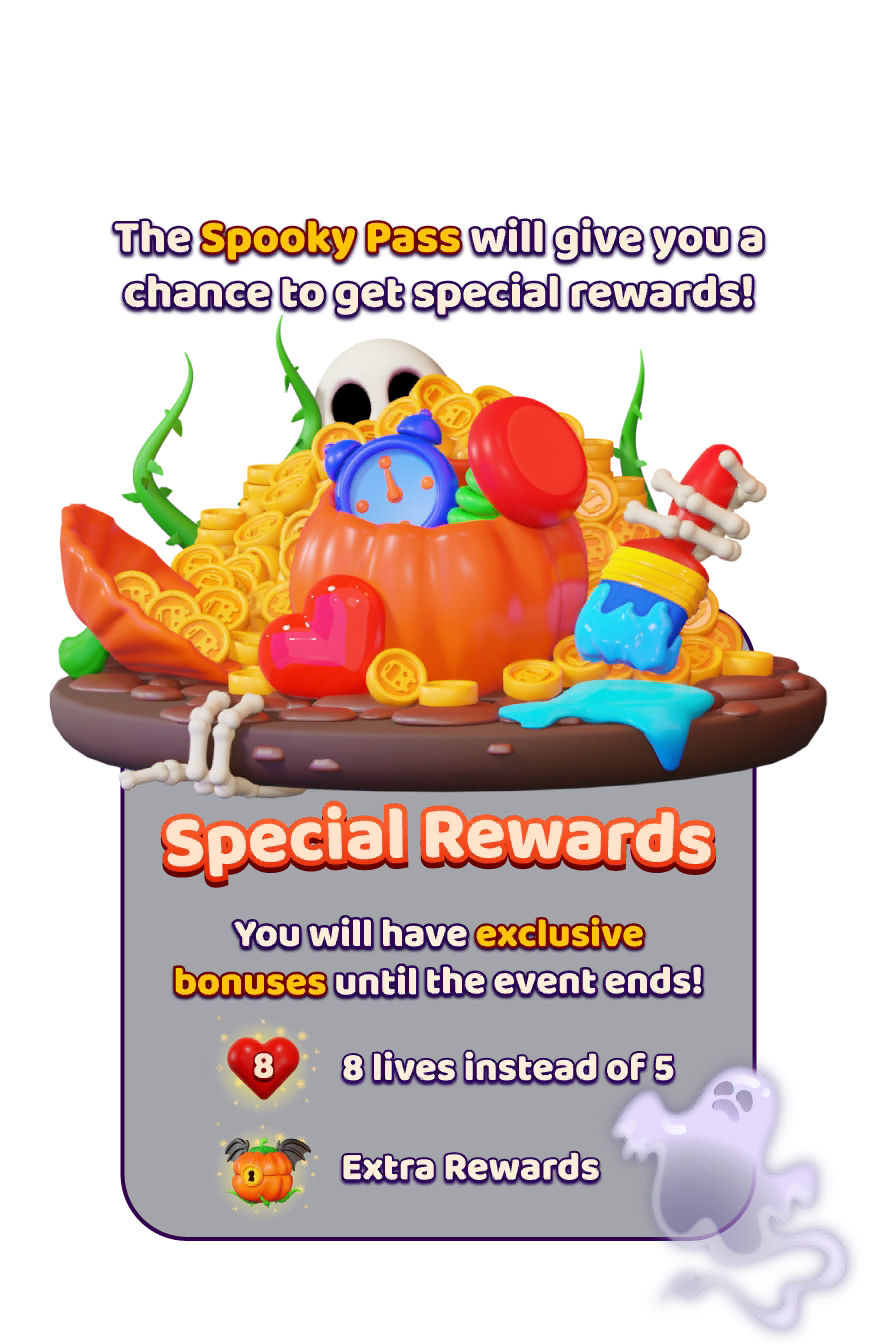 The Spooky Pass will give you a
chance to get special rewards!
Special Rewards
You will have exclusive
bonuses until the event ends!
8
8 lives instead of 5
Extra Rewards